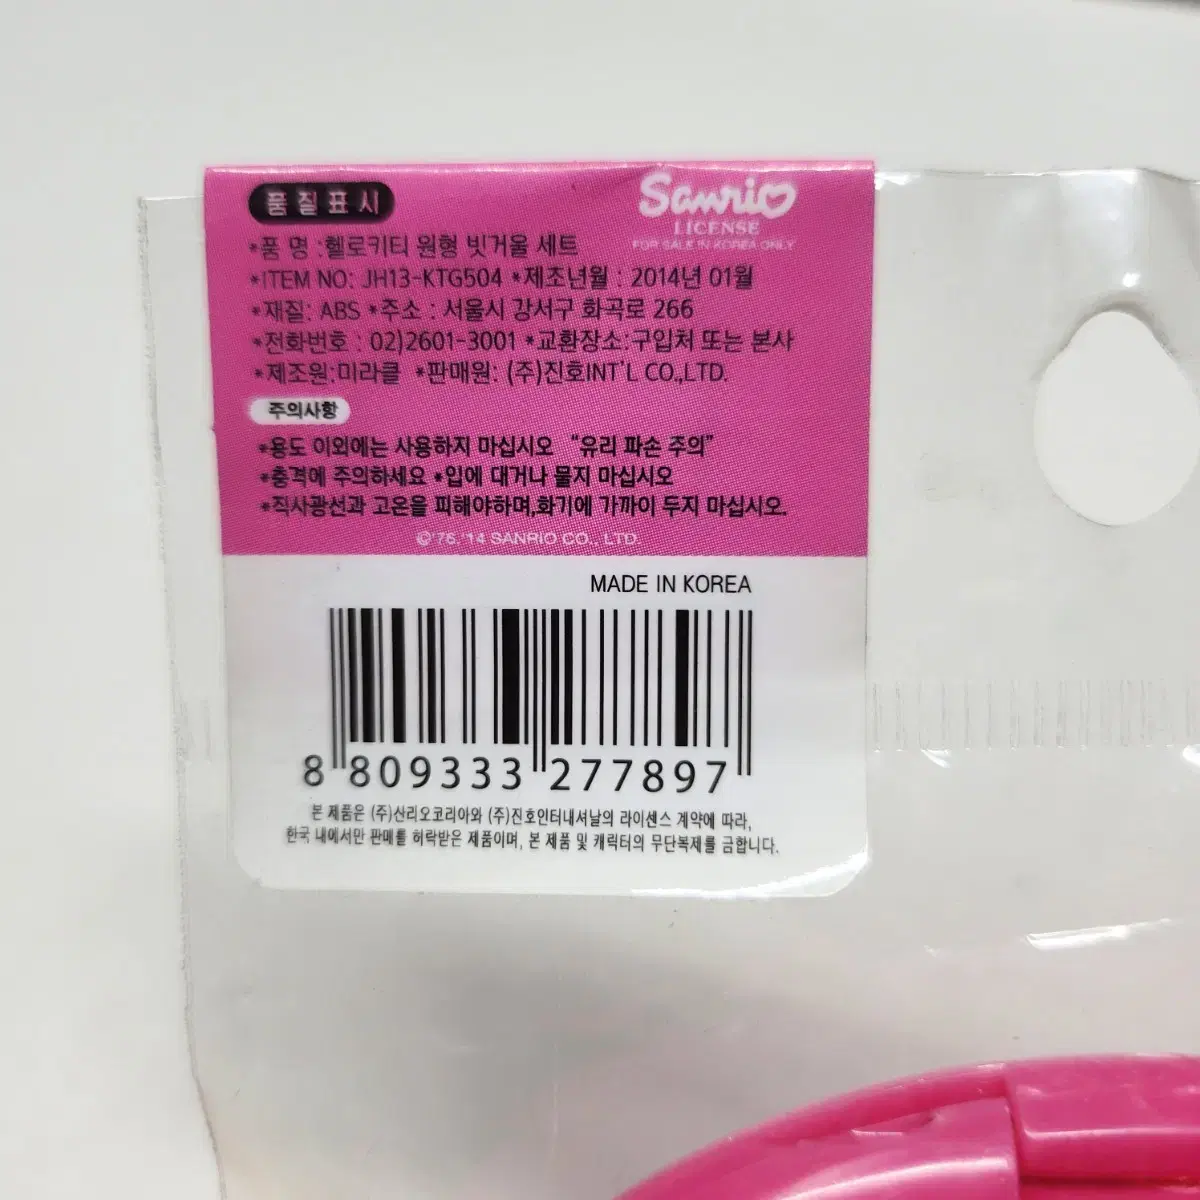 품질표시
Sanrio
LICENSE
FOR SALE IN KOREA ONLY
*품 명 :헬로키티 원형 빗거울 세트
*ITEM NO: JH13-KTG504 *제조년월 : 2014년 01월
*재질: ABS *주소 : 서울시 강서구 화곡로 266
*전화번호 : 02)2601-3001 *교환장소:구입처 또는 본사
*제조원:미라클 *판매원: (주)진호INT'L CO.,LTD.
주의사항
*용도 이외에는 사용하지 마십시오 "유리 파손 주의"
*충격에 주의하세요 *입에 대거나 물지 마십시오
*직사광선과 고온을 피해야하며,화기에 가까이 두지 마십시오.
©'76,'14 SANRIO CO., LTD.
MADE IN KOREA
8 809333 277897
본 제품은 (주)산리오코리아와 (주)진호인터내셔날의 라이센스 계약에 따라,
한국 내에서만 판매를 허락받은 제품이며, 본 제품 및 캐릭터의 무단복제를 금합니다.